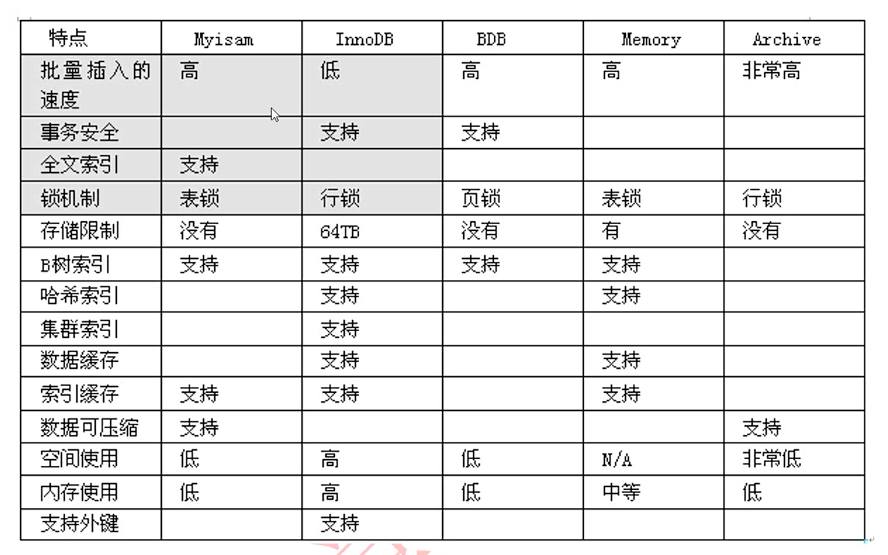 特点 Myisam InnoDB BDB Memory Archive
批量插入的 高 低 高 高 非常高
速度
事务安全 支持 支持
全文索引 支持
锁机制 表锁 行锁 页锁 表锁 行锁
存储限制 没有 64TB 没有 有 没有
B树索引 支持 支持 支持 支持
哈希索引 支持 支持
集群索引 支持
数据缓存 支持 支持
索引缓存 支持 支持 支持
数据可压缩 支持 支持
空间使用 低 高 低 N/A 非常低
内存使用 低 高 低 中等 低
支持外键 支持